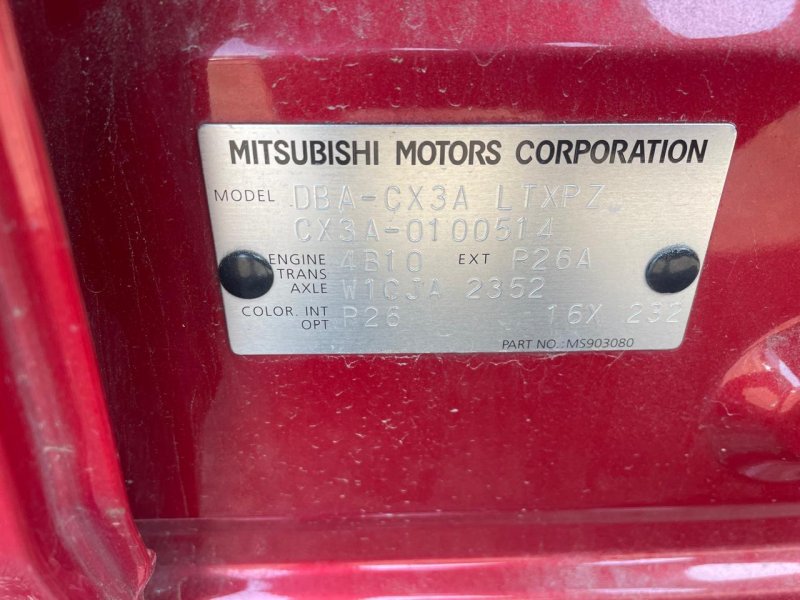 MITSUBISHI MOTORS CORPORATION
MODEL DBA-CX3A LTXPZ
CX3A-0100514
ENGINE 4B10 EXT P26A
TRANS
AXLE W1CJA 2352
COLOR. INT P26 16X 232
OPT
PART NO.: MS903080